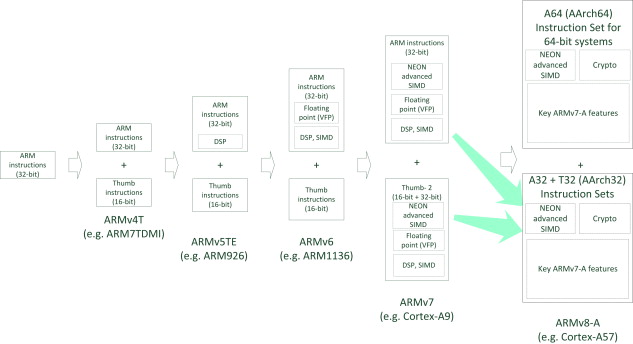 ARM
instructions
(32-bit)
ARM
instructions
(32-bit)
+
Thumb
instructions
(16-bit)
ARMv4T
(e.g. ARM7TDMI)
ARM
instructions
(32-bit)
DSP
+
Thumb
instructions
(16-bit)
ARMv5TE
(e.g. ARM926)
ARM
instructions
(32-bit)
Floating
point (VFP)
DSP, SIMD
+
Thumb
instructions
(16-bit)
ARMv6
(e.g. ARM1136)
ARM instructions
(32-bit)
NEON
advanced
SIMD
Floating
point (VFP)
DSP, SIMD
+
Thumb- 2
(16-bit + 32-bit)
NEON
advanced
SIMD
Floating
point (VFP)
DSP, SIMD
ARMv7
(e.g. Cortex-A9)
A64 (AArch64)
Instruction Set for
64-bit systems
NEON
advanced
SIMD
Crypto
Key ARMv7-A features
+
A32 + T32 (AArch32)
Instruction Sets
NEON
advanced
SIMD
Crypto
Key ARMv7-A features
ARMv8-A
(e.g. Cortex-A57)